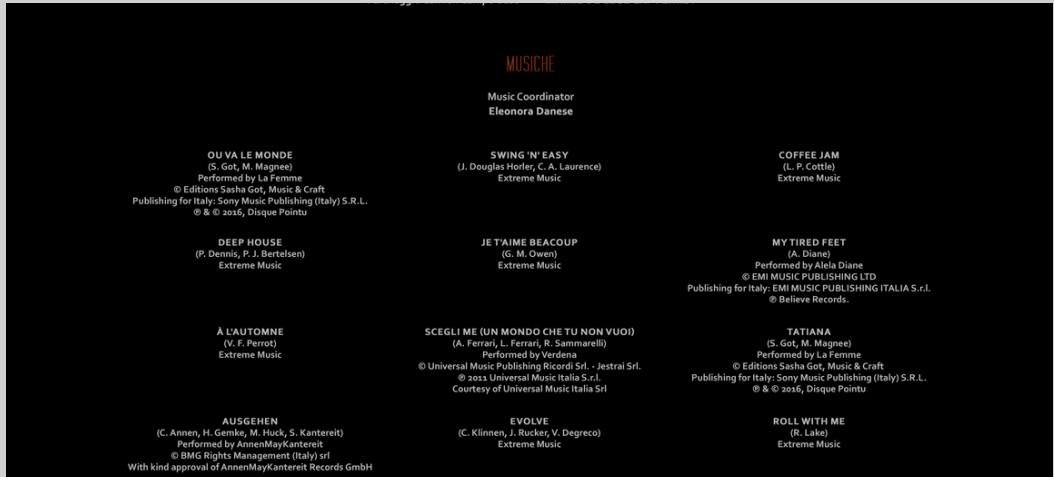 MUSICHE
Music Coordinator
Eleonora Danese
OU VA LE MONDE
(S. Got, M. Magnee)
Performed by La Femme
© Editions Sasha Got, Music & Craft
Publishing for Italy: Sony Music Publishing (Italy) S.R.L.
℗ & © 2016, Disque Pointu
SWING 'N' EASY
(J. Douglas Horler, C. A. Laurence)
Extreme Music
COFFEE JAM
(L. P. Cottle)
Extreme Music
DEEP HOUSE
(P. Dennis, P. J. Bertelsen)
Extreme Music
JE T'AIME BEACOUP
(G. M. Owen)
Extreme Music
MY TIRED FEET
(A. Diane)
Performed by Alela Diane
© EMI MUSIC PUBLISHING LTD
Publishing for Italy: EMI MUSIC PUBLISHING ITALIA S.r.l.
℗ Believe Records.
À L'AUTOMNE
(V. F. Perrot)
Extreme Music
SCEGLI ME (UN MONDO CHE TU NON VUOI)
(A. Ferrari, L. Ferrari, R. Sammarelli)
Performed by Verdena
© Universal Music Publishing Ricordi Srl. - Jestrai Srl.
℗ 2011 Universal Music Italia S.r.l.
Courtesy of Universal Music Italia Srl
TATIANA
(S. Got, M. Magnee)
Performed by La Femme
© Editions Sasha Got, Music & Craft
Publishing for Italy: Sony Music Publishing (Italy) S.R.L.
℗ & © 2016, Disque Pointu
AUSGEHEN
(C. Annen, H. Gemke, M. Huck, S. Kantereit)
Performed by AnnenMayKantereit
© BMG Rights Management (Italy) srl
With kind approval of AnnenMayKantereit Records GmbH
EVOLVE
(C. Klinnen, J. Rucker, V. Degreco)
Extreme Music
ROLL WITH ME
(R. Lake)
Extreme Music